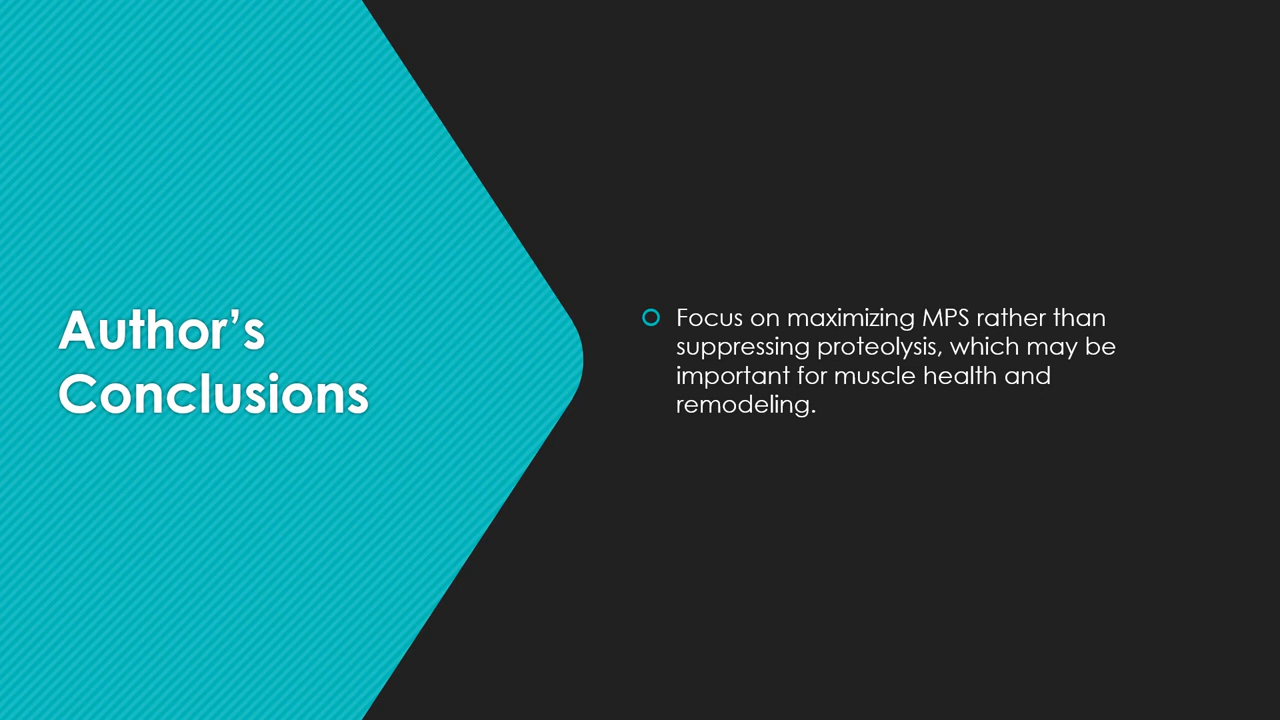 Author’s
Conclusions
Focus on maximizing MPS rather than
suppressing proteolysis, which may be
important for muscle health and
remodeling.